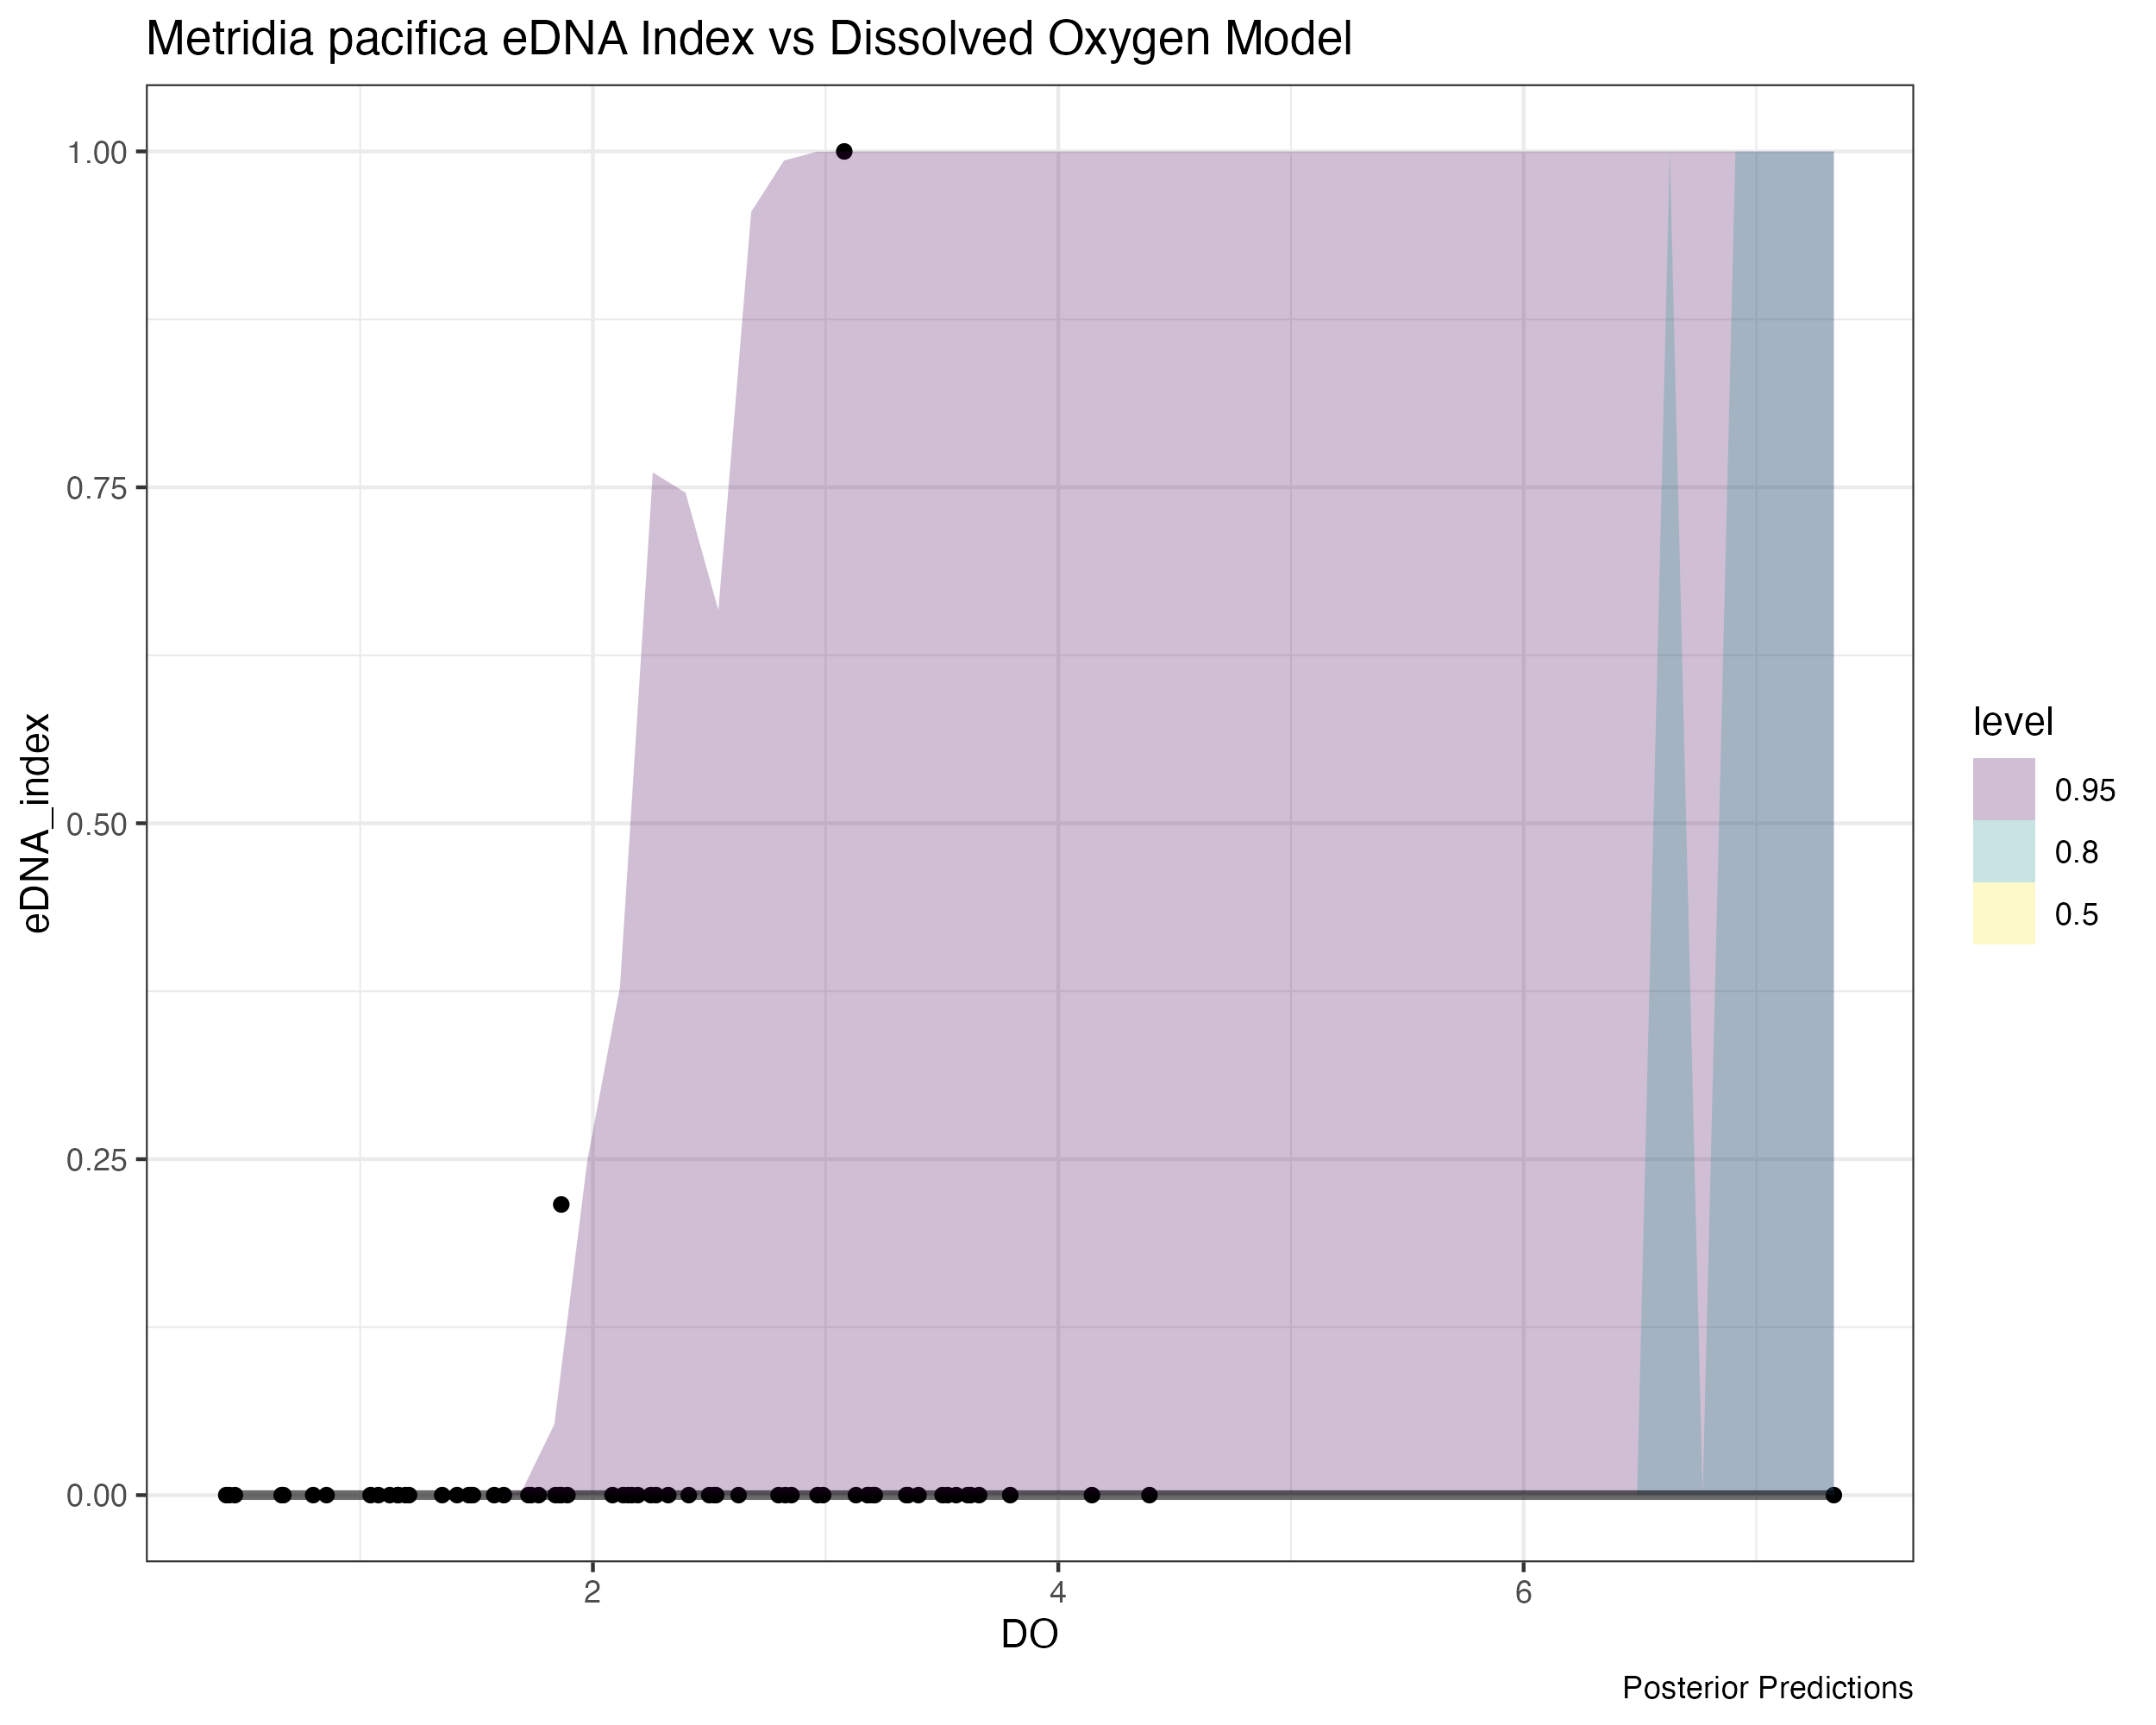 Metridia pacifica eDNA Index vs Dissolved Oxygen Model
1.00
0.75
0.50
0.25
0.00
eDNA_index
2
4
6
DO
level
0.95
0.8
0.5
Posterior Predictions